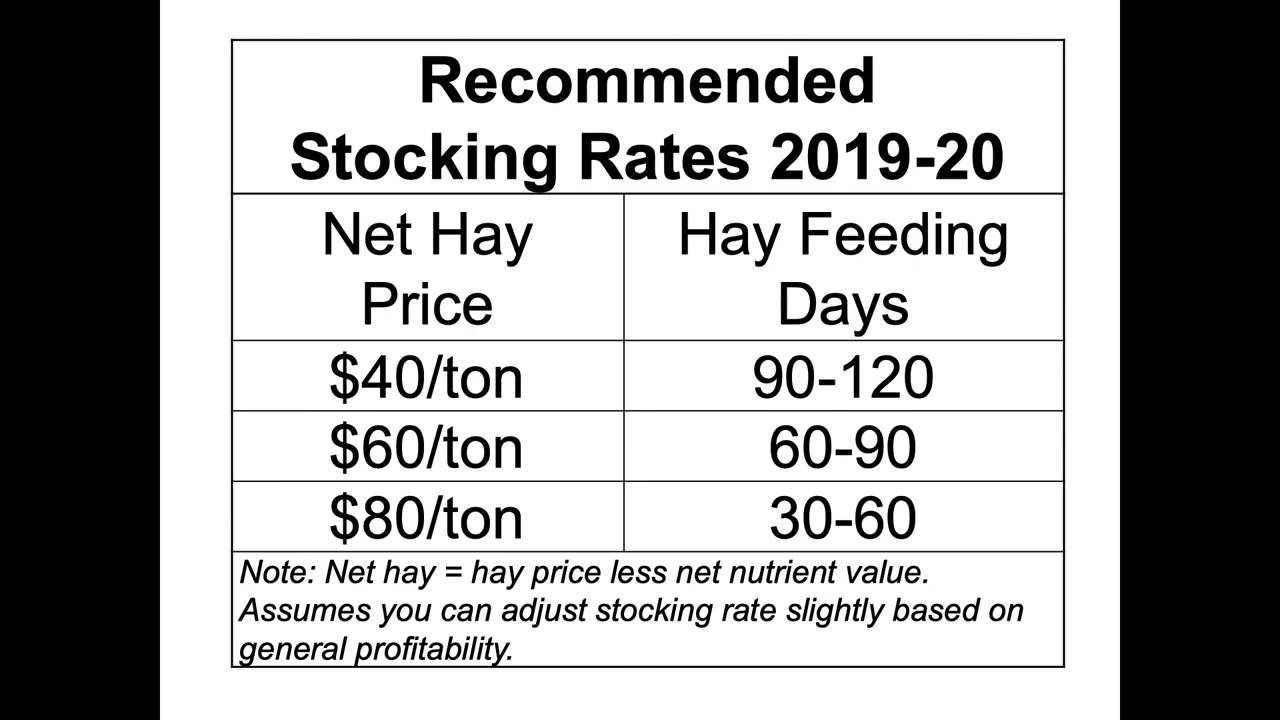 Recommended
Stocking Rates 2019-20
Net Hay
Price
Hay Feeding
Days
$40/ton
90-120
$60/ton
60-90
$80/ton
30-60
Note: Net hay = hay price less net nutrient value.
Assumes you can adjust stocking rate slightly based on
general profitability.